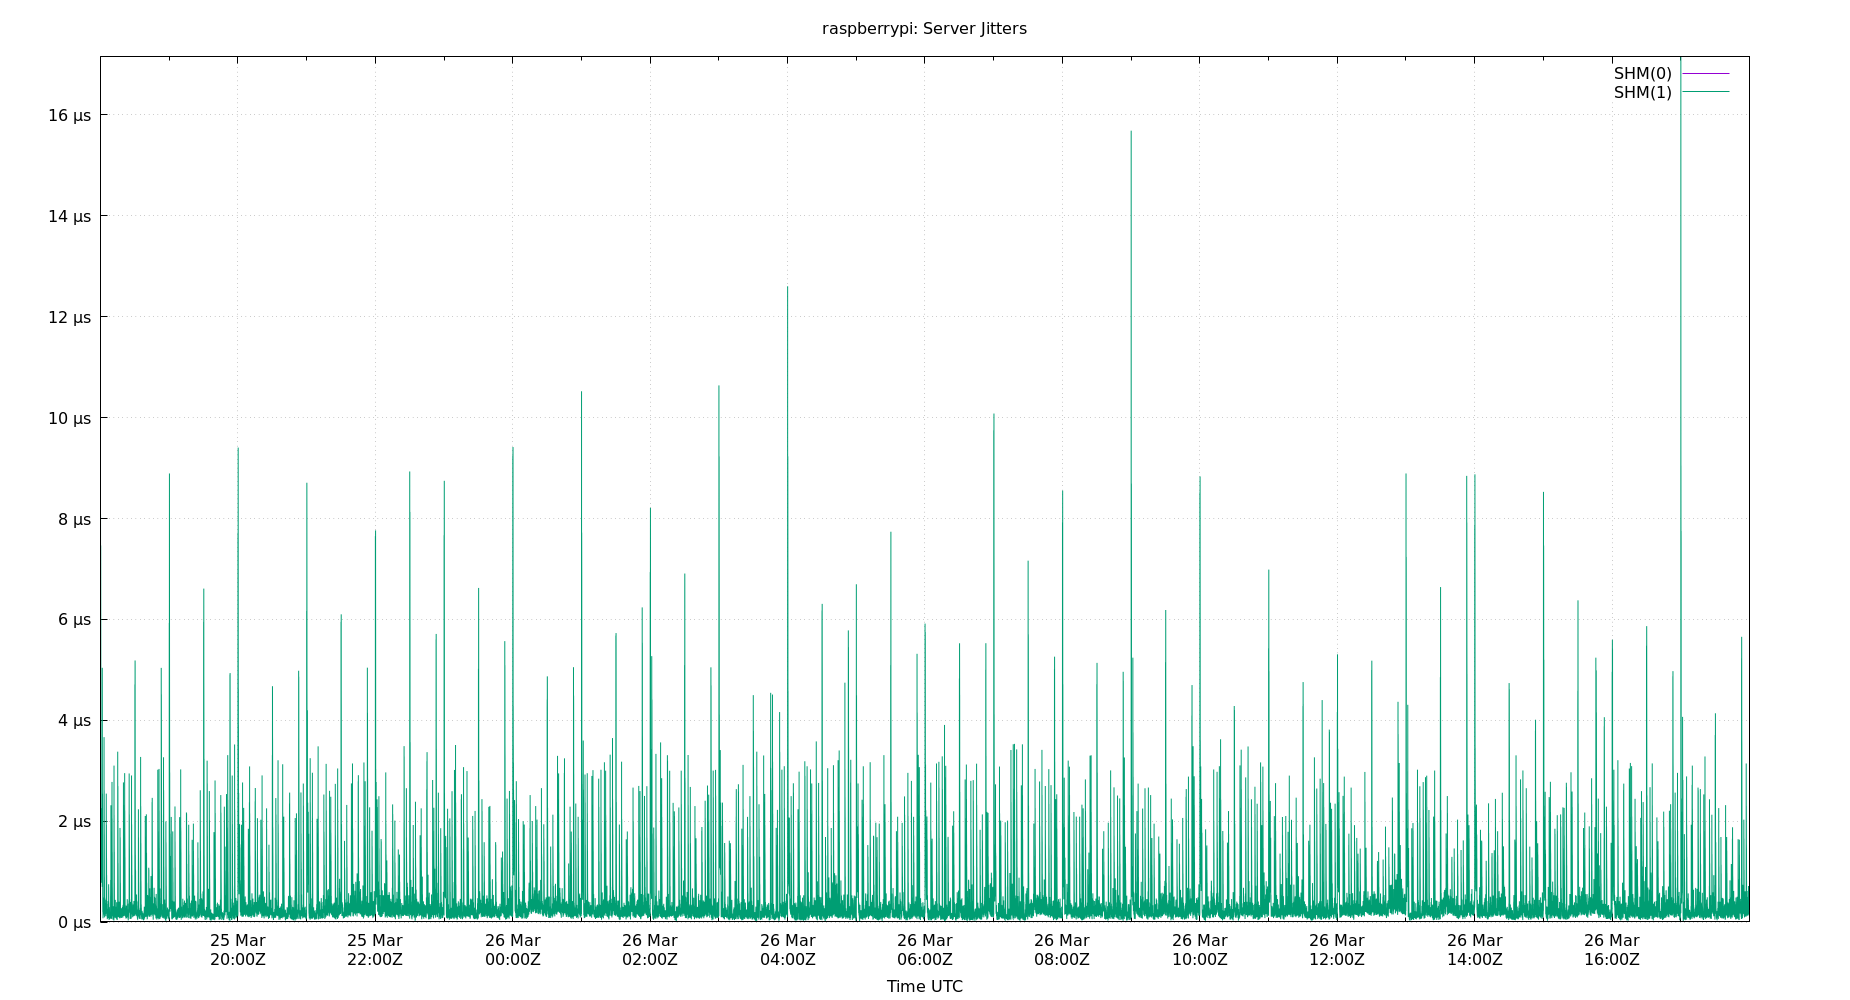 raspberrypi: Server Jitters
SHM(0)
SHM(1)
16 µs
14 µs
12 µs
10 µs
8 µs
6 µs
4 µs
2 µs
0 µs
25 Mar
20:00Z
25 Mar
22:00Z
26 Mar
00:00Z
26 Mar
02:00Z
26 Mar
04:00Z
26 Mar
06:00Z
26 Mar
08:00Z
26 Mar
10:00Z
26 Mar
12:00Z
26 Mar
14:00Z
26 Mar
16:00Z
Time UTC